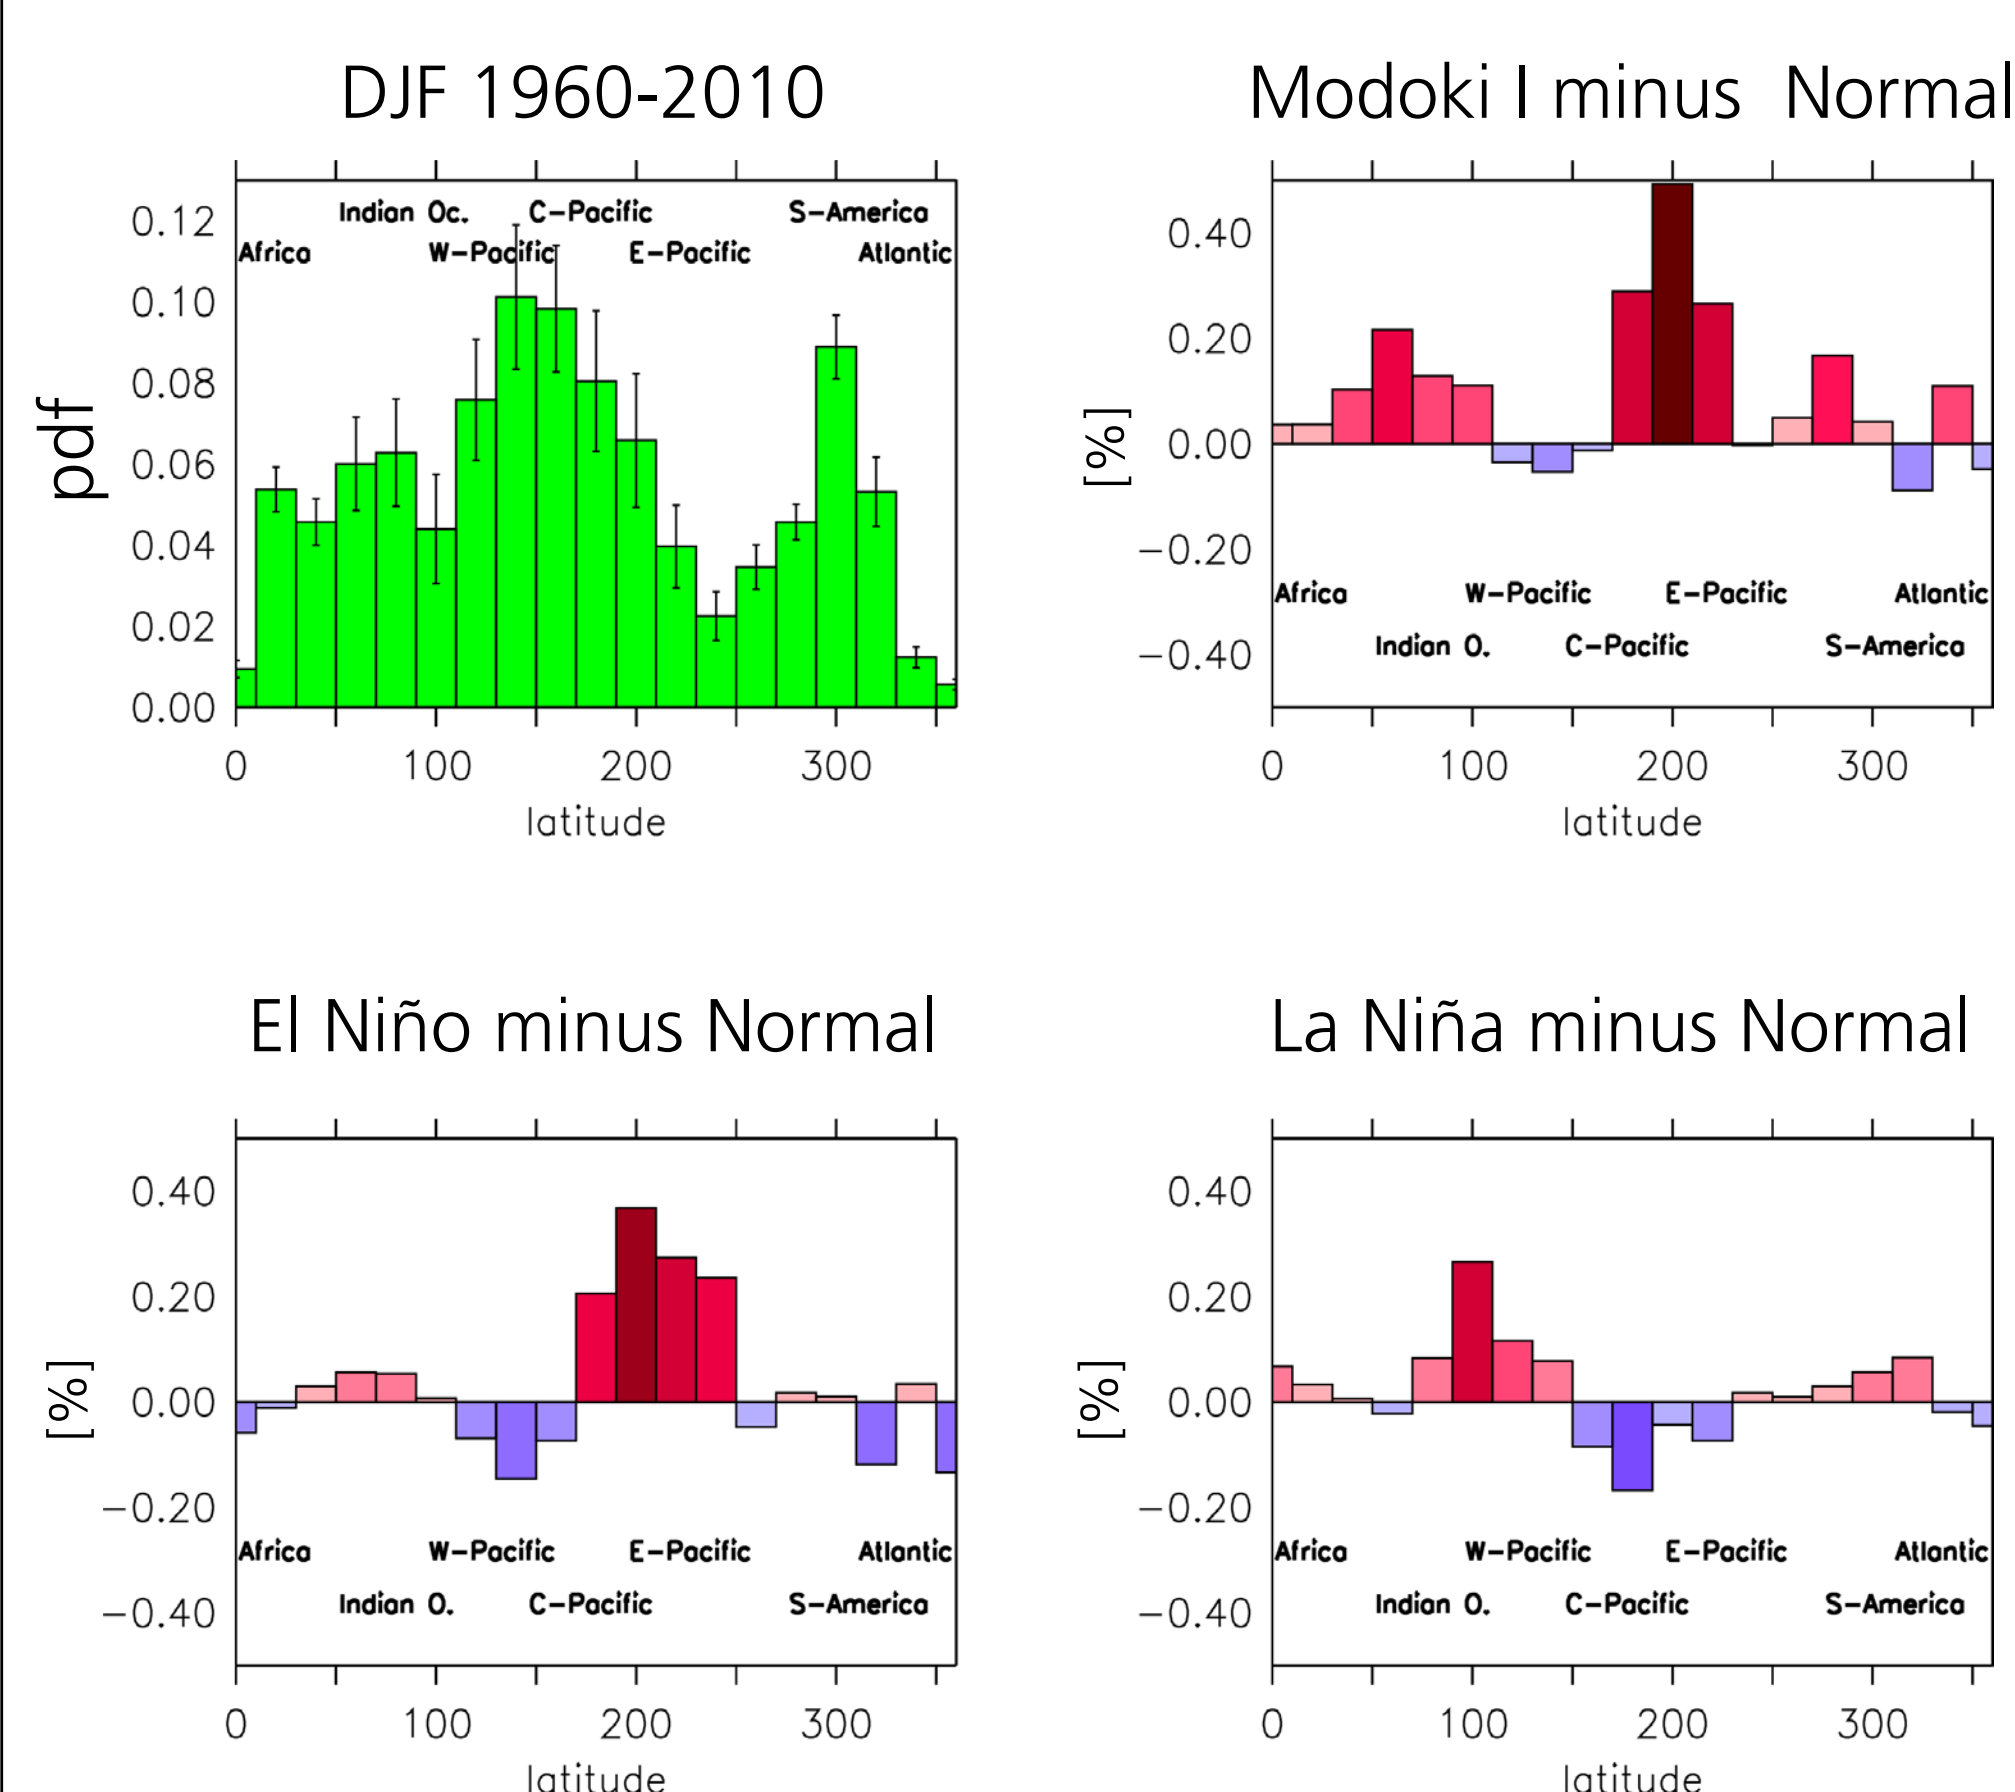 DJF 1960-2010
pdf
0.12
0.10
0.08
0.06
0.04
0.02
0.00
Indian Oc. C-Pacific S-America
Africa W-Pacific E-Pacific Atlantic
0 100 200 300
latitude
Modoki I minus Normal
[%]
0.40
0.20
0.00
-0.20
-0.40
Africa W-Pacific E-Pacific Atlantic
Indian O. C-Pacific S-America
0 100 200 300
latitude
El Niño minus Normal
[%]
0.40
0.20
0.00
-0.20
-0.40
Africa W-Pacific E-Pacific Atlantic
Indian O. C-Pacific S-America
0 100 200 300
latitude
La Niña minus Normal
[%]
0.40
0.20
0.00
-0.20
-0.40
Africa W-Pacific E-Pacific Atlantic
Indian O. C-Pacific S-America
0 100 200 300
latitude